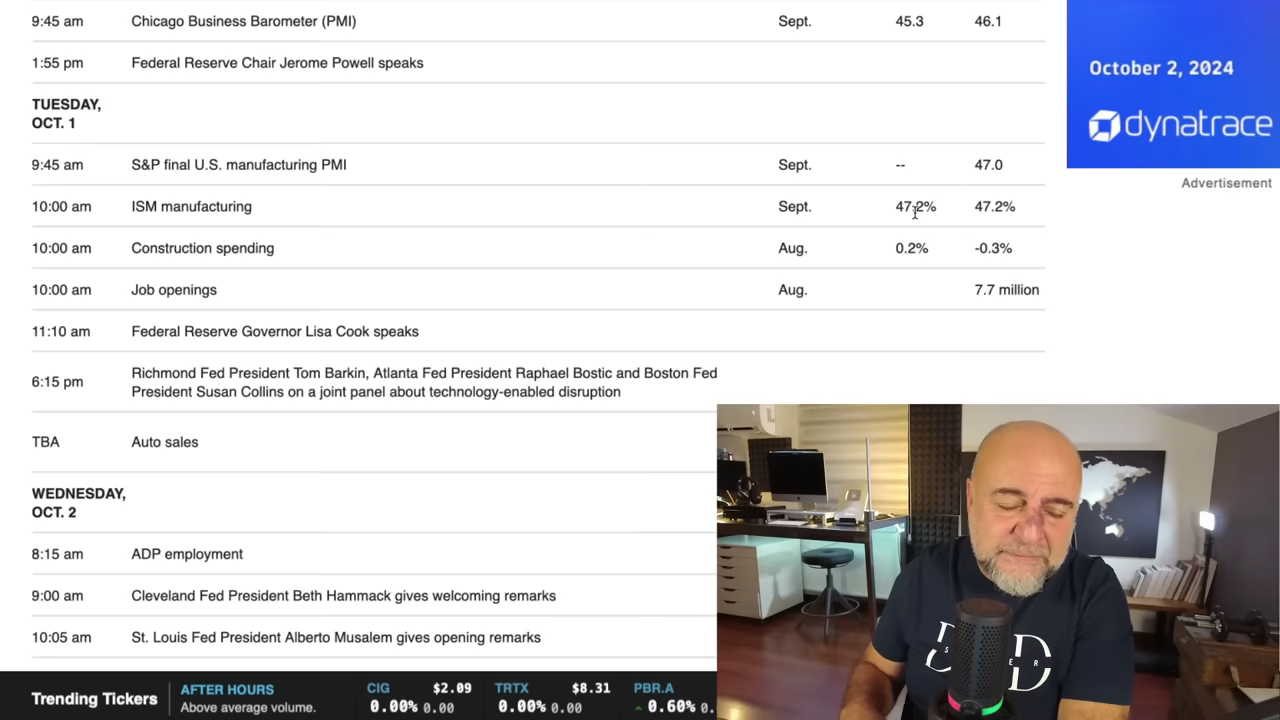 9:45 am Chicago Business Barometer (PMI) Sept. 45.3 46.1
1:55 pm Federal Reserve Chair Jerome Powell speaks
TUESDAY,
OCT. 1
9:45 am S&P final U.S. manufacturing PMI Sept. -- 47.0
10:00 am ISM manufacturing Sept. 47.2% 47.2%
10:00 am Construction spending Aug. 0.2% -0.3%
10:00 am Job openings Aug. 7.7 million
11:10 am Federal Reserve Governor Lisa Cook speaks
6:15 pm Richmond Fed President Tom Barkin, Atlanta Fed President Raphael Bostic and Boston Fed
President Susan Collins on a joint panel about technology-enabled disruption
TBA Auto sales
WEDNESDAY,
OCT. 2
8:15 am ADP employment
9:00 am Cleveland Fed President Beth Hammack gives welcoming remarks
10:05 am St. Louis Fed President Alberto Musalem gives opening remarks
October 2, 2024
dynatrace
Advertisement
Trending Tickers
AFTER HOURS
Above average volume.
CIG $2.09
0.00% 0.00
TRTX $8.31
0.00% 0.00
PBR.A
0.60% 0.